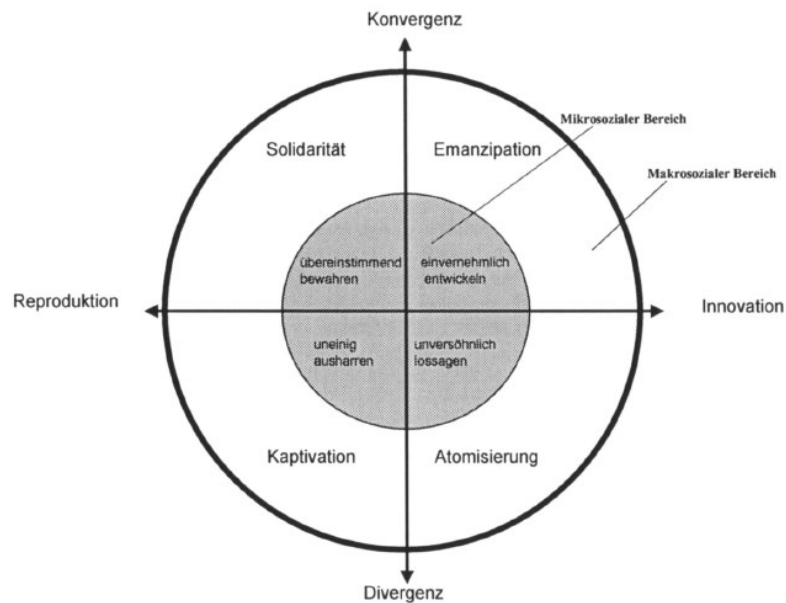 Konvergenz
Mikrosozialer Bereich
Solidarität
Emanzipation
Makrosozialer Bereich
übereinstimmend
bewahren
einvernehmlich
entwickeln
Reproduktion
Innovation
uneinig
ausharren
unversöhnlich
lossagen
Kaptivation
Atomisierung
Divergenz